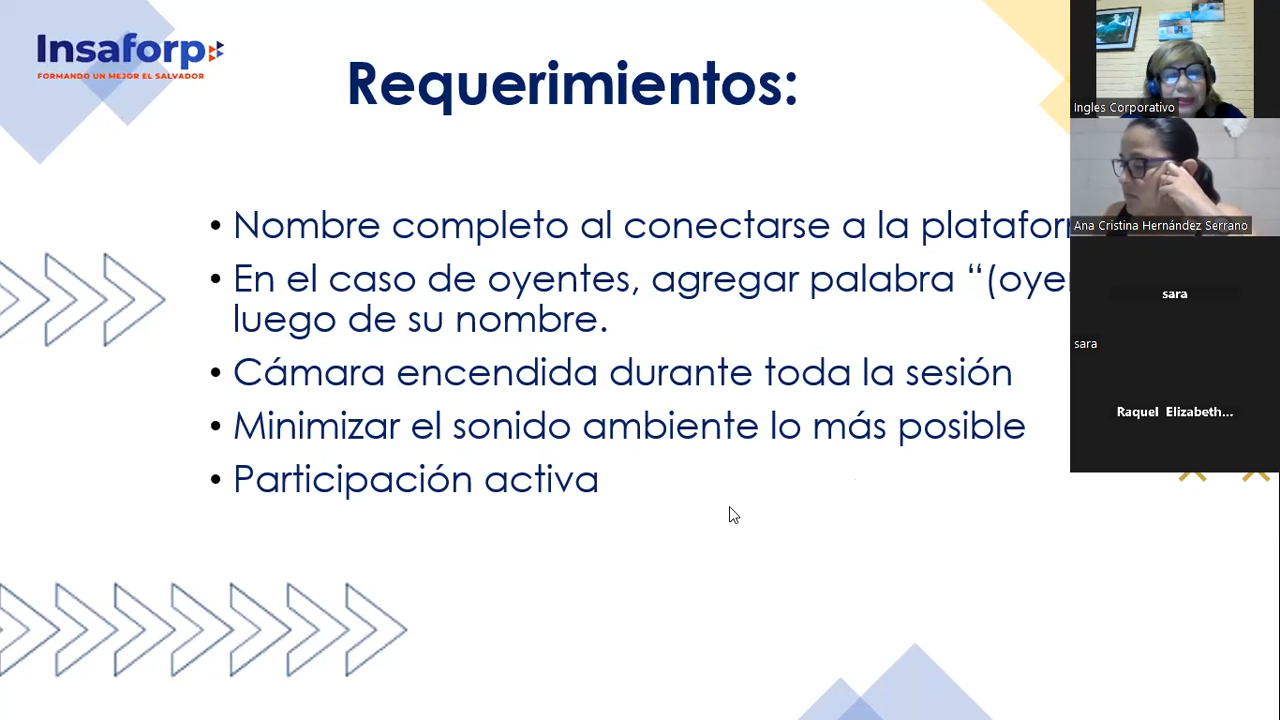 Insaforp
FORMANDO UN MEJOR EL SALVADOR
Requerimientos:
• Nombre completo al conectarse a la platafor
• En el caso de oyentes, agregar palabra “(oye
luego de su nombre.
• Cámara encendida durante toda la sesión
• Minimizar el sonido ambiente lo más posible
• Participación activa
Ingles Corporativo
Ana Cristina Hernández Serrano
sara
sara
Raquel Elizabeth...